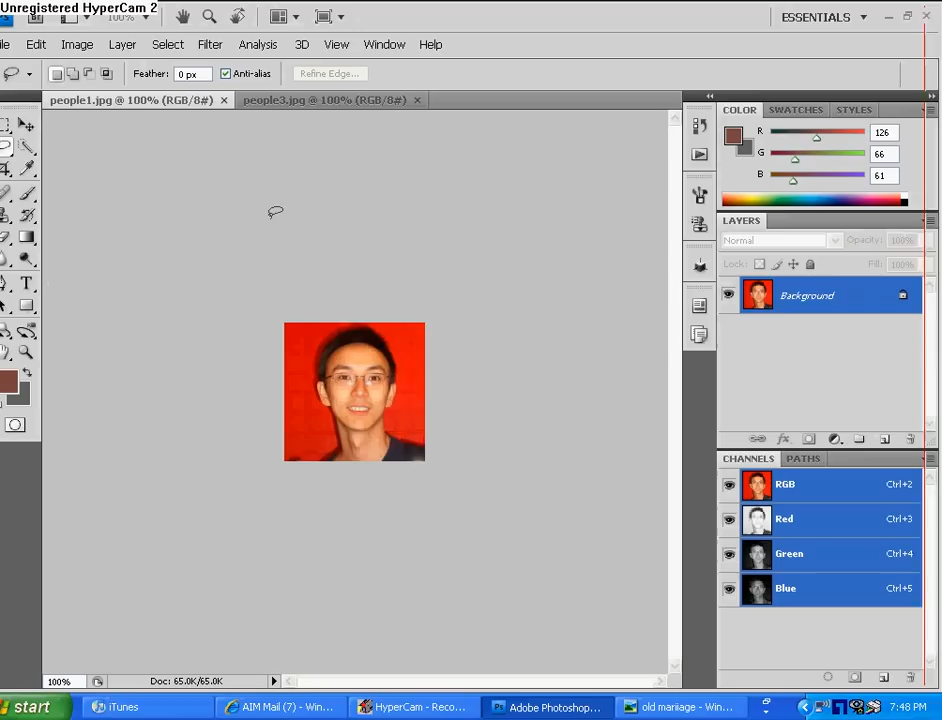 Unregistered HyperCam 2
100%
ESSENTIALS
Edit Image Layer Select Filter Analysis 3D View Window Help
Feather: 0 px Anti-alias Refine Edge...
people1.jpg @ 100% (RGB/8#) people3.jpg @ 100% (RGB/8#)
COLOR SWATCHES STYLES
R 126
G 66
B 61
LAYERS
Normal Opacity: 100%
Lock: Fill: 100%
Background
CHANNELS PATHS
RGB Ctrl+2
Red Ctrl+3
Green Ctrl+4
Blue Ctrl+5
100% Doc: 65.0K/65.0K
start iTunes AIM Mail (7) - Win... HyperCam - Reco... Adobe Photoshop... old mariiage - Win... 7:48 PM